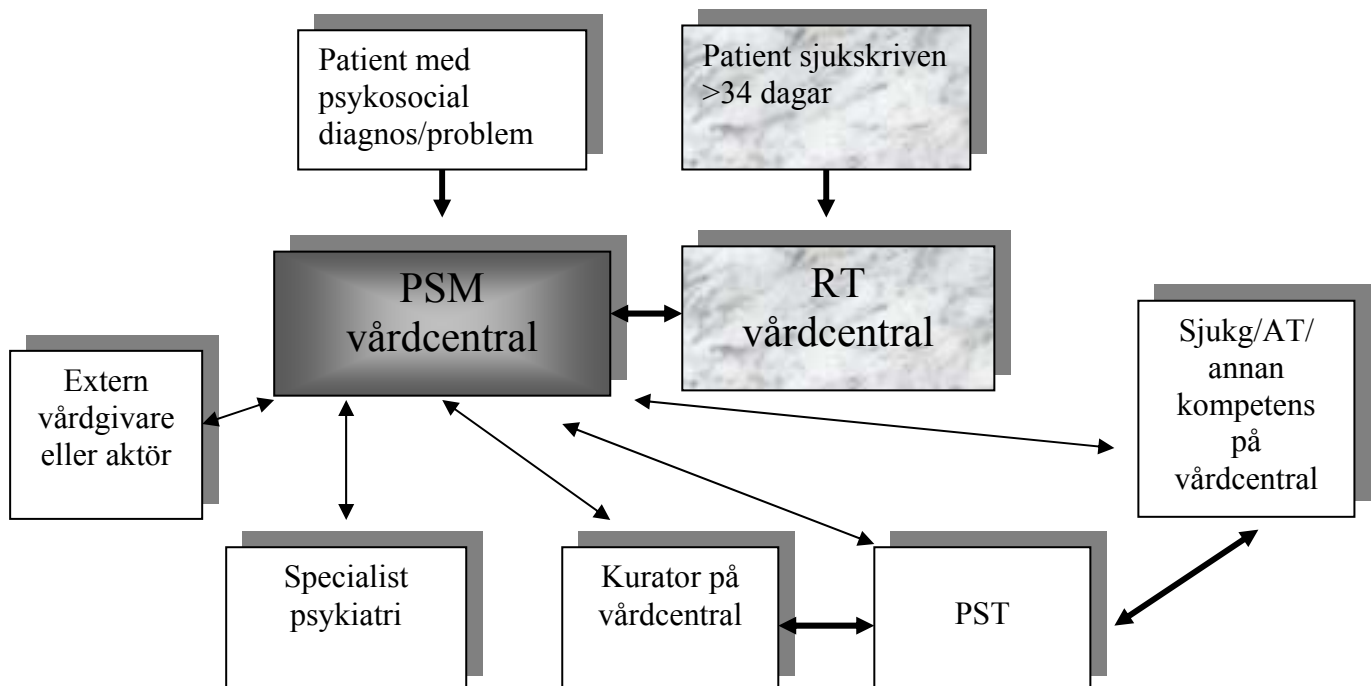 Patient med
psykosocial
diagnos/problem
Patient sjukskriven
>34 dagar
PSM
vårdcentral
RT
vårdcentral
Sjukg/AT/
annan
kompetens
på
vårdcentral
Extern
vårdgivare
eller aktör
Specialist
psykiatri
Kurator på
vårdcentral
PST